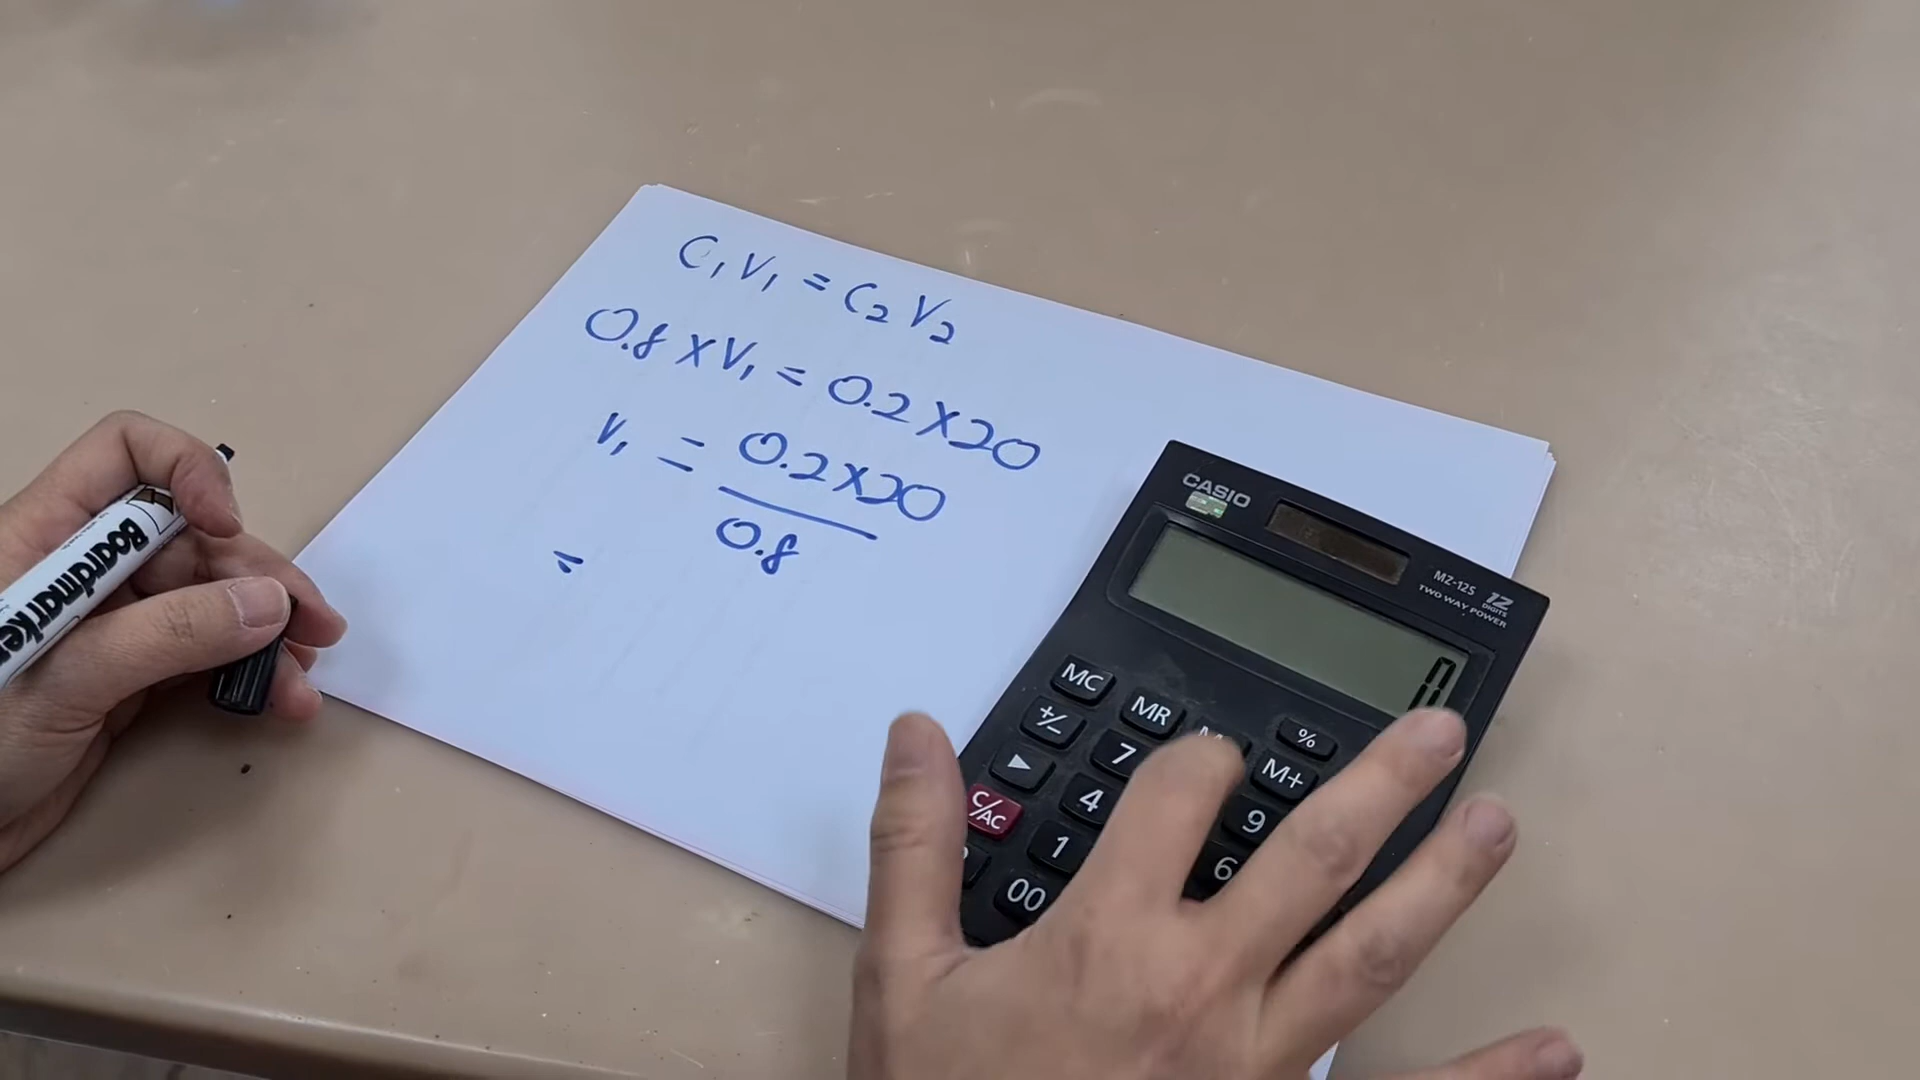 C₁V₁ = C₂V₂
0.8 X V₁ = 0.2 X 20
V₁ = 0.2 X 20
0.8
=
Boardmarker
CASIO
MZ-12S 12
DIGITS
TWO WAY POWER
0
MC MR %
+/- 7 M+
▶ 4 9
C/AC 1 6
00